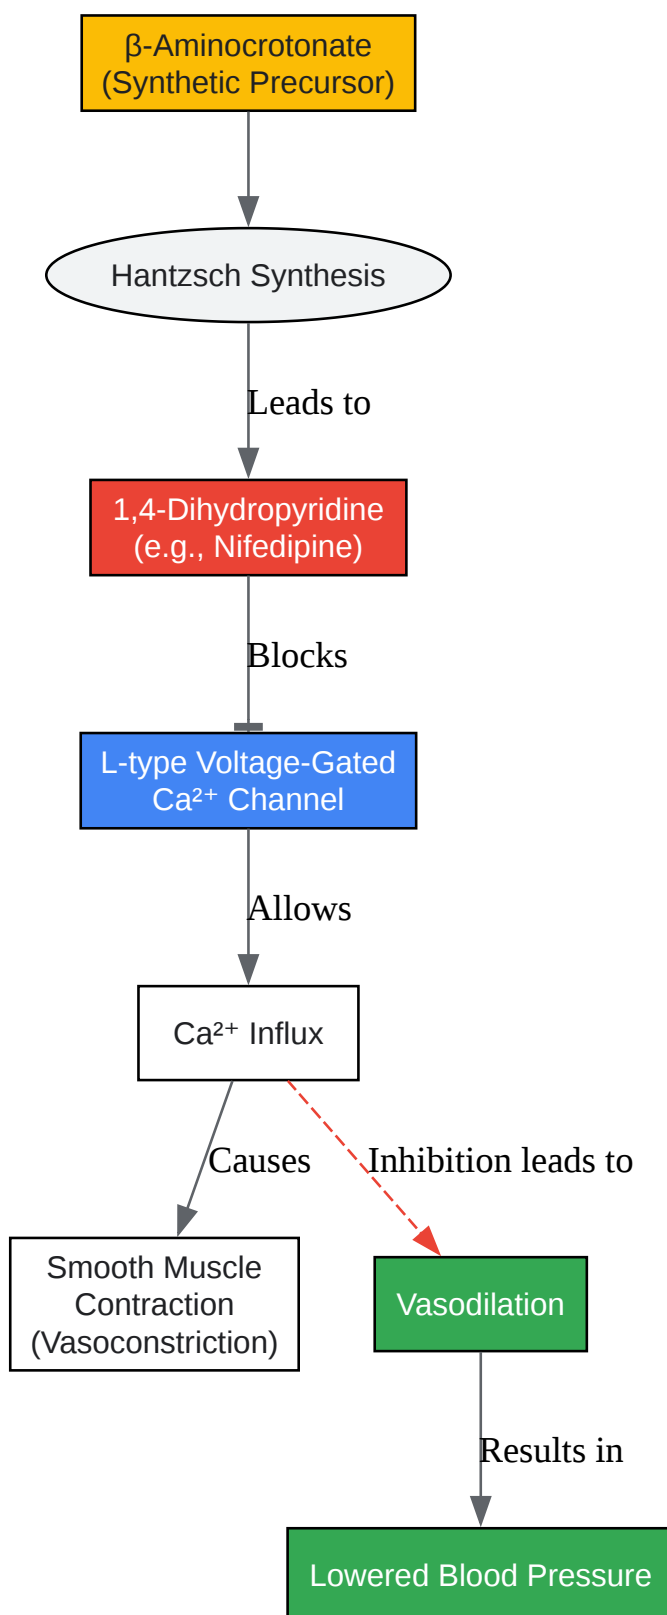 β-Aminocrotonate
(Synthetic Precursor)
Hantzsch Synthesis
Leads to
1,4-Dihydropyridine
(e.g., Nifedipine)
Blocks
L-type Voltage-Gated
Ca²⁺ Channel
Allows
Ca²⁺ Influx
Causes
Inhibition leads to
Smooth Muscle
Contraction
(Vasoconstriction)
Vasodilation
Results in
Lowered Blood Pressure